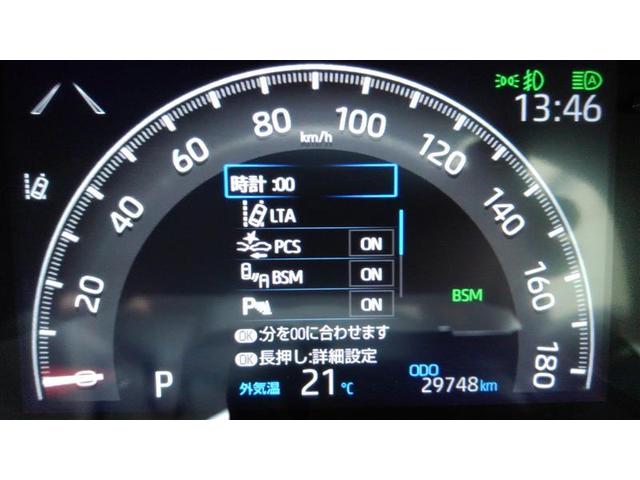 13:46
0
20
40
60
80
km/h
100
120
140
160
180
時計 :00
LTA
PCS ON
BSM ON
P ON
BSM
OK :分を00に合わせます
OK 長押し:詳細設定
P
外気温 21℃
ODO
29748km
A